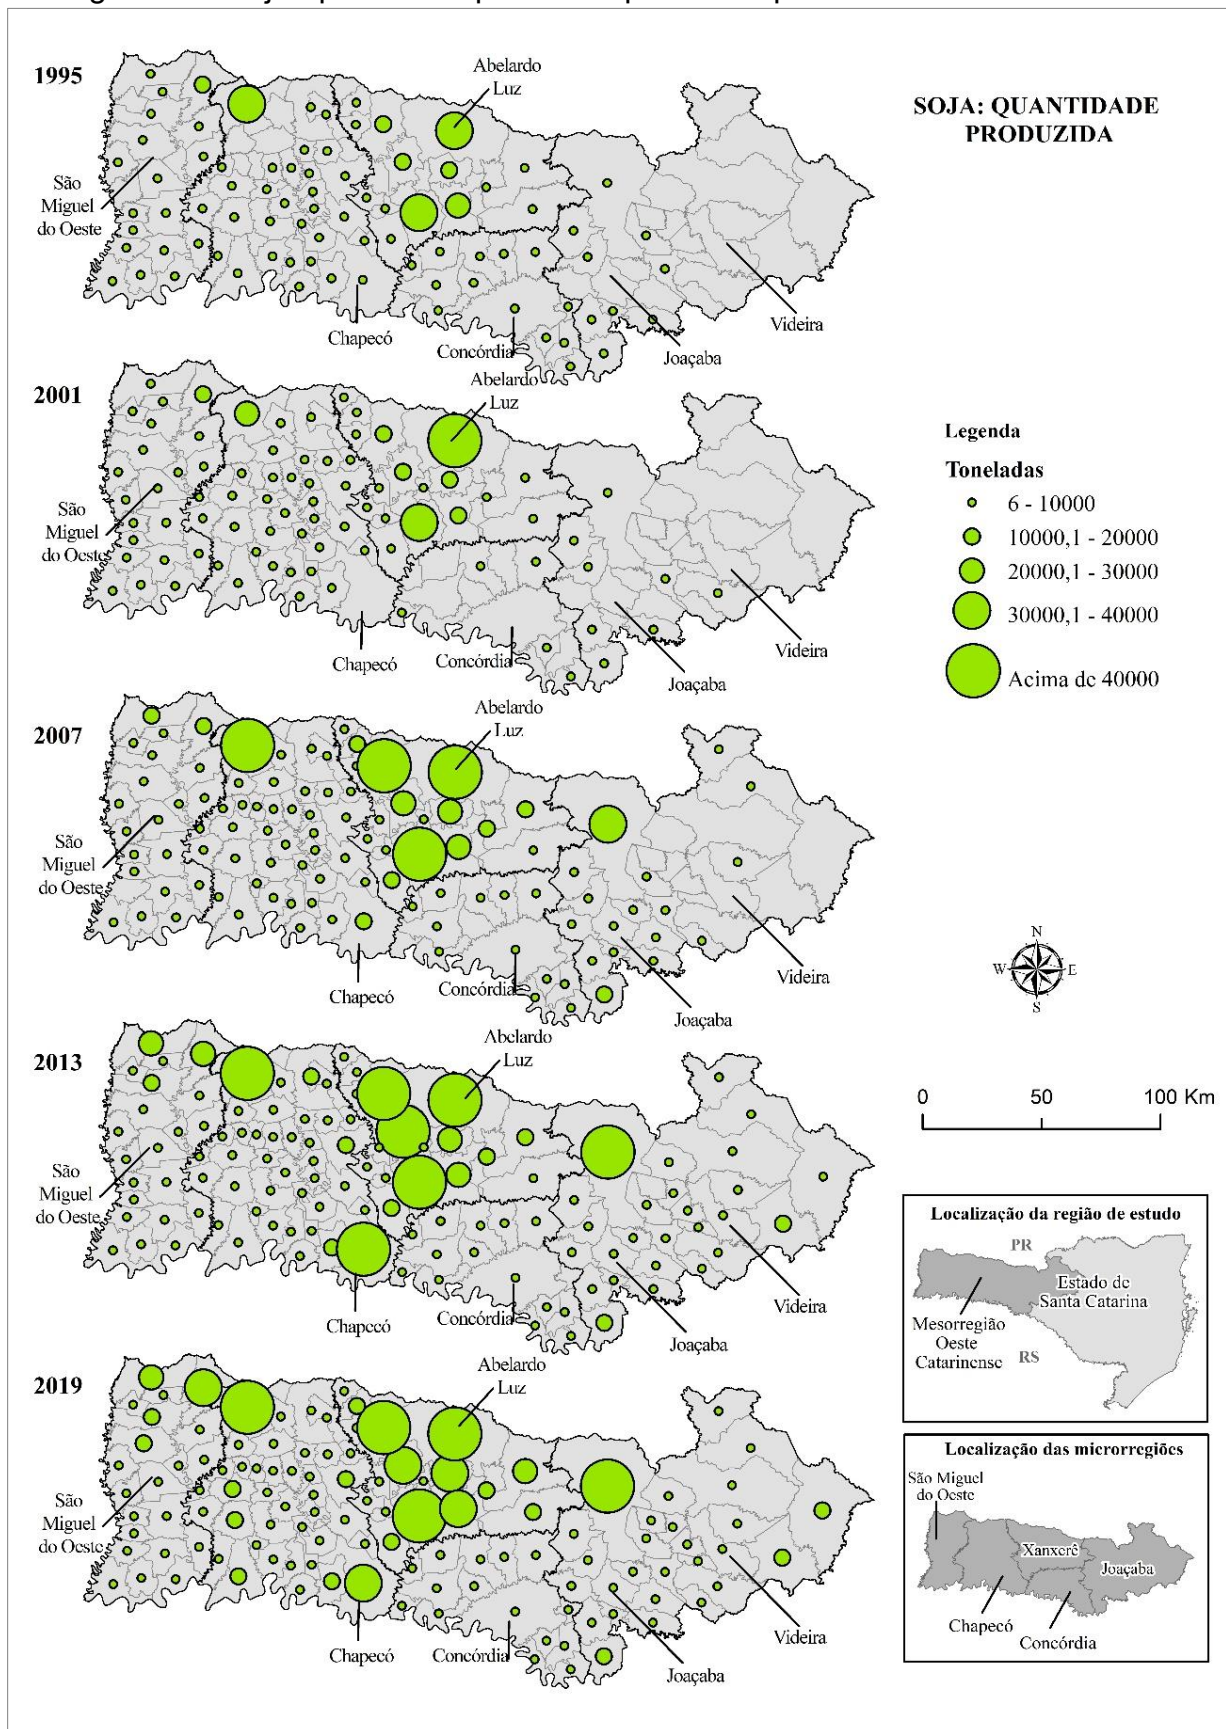 1995
Abelardo
Luz
São
Miguel
do Oeste
Chapecó
Concórdia
Joaçaba
Videira
SOJA: QUANTIDADE
PRODUZIDA
2001
Abelardo
Luz
São
Miguel
do Oeste
Chapecó
Concórdia
Joaçaba
Videira
Legenda
Toneladas
6 - 10000
10000,1 - 20000
20000,1 - 30000
30000,1 - 40000
Acima de 40000
2007
Abelardo
Luz
São
Miguel
do Oeste
Chapecó
Concórdia
Joaçaba
Videira
N
W
E
S
2013
Abelardo
Luz
São
Miguel
do Oeste
Chapecó
Concórdia
Joaçaba
Videira
0 50 100 Km
Localização da região de estudo
PR
Estado de
Santa Catarina
Mesorregião
Oeste
Catarinense
RS
2019
Abelardo
Luz
São
Miguel
do Oeste
Chapecó
Concórdia
Joaçaba
Videira
Localização das microrregiões
São Miguel
do Oeste
Xanxerê
Joaçaba
Chapecó
Concórdia